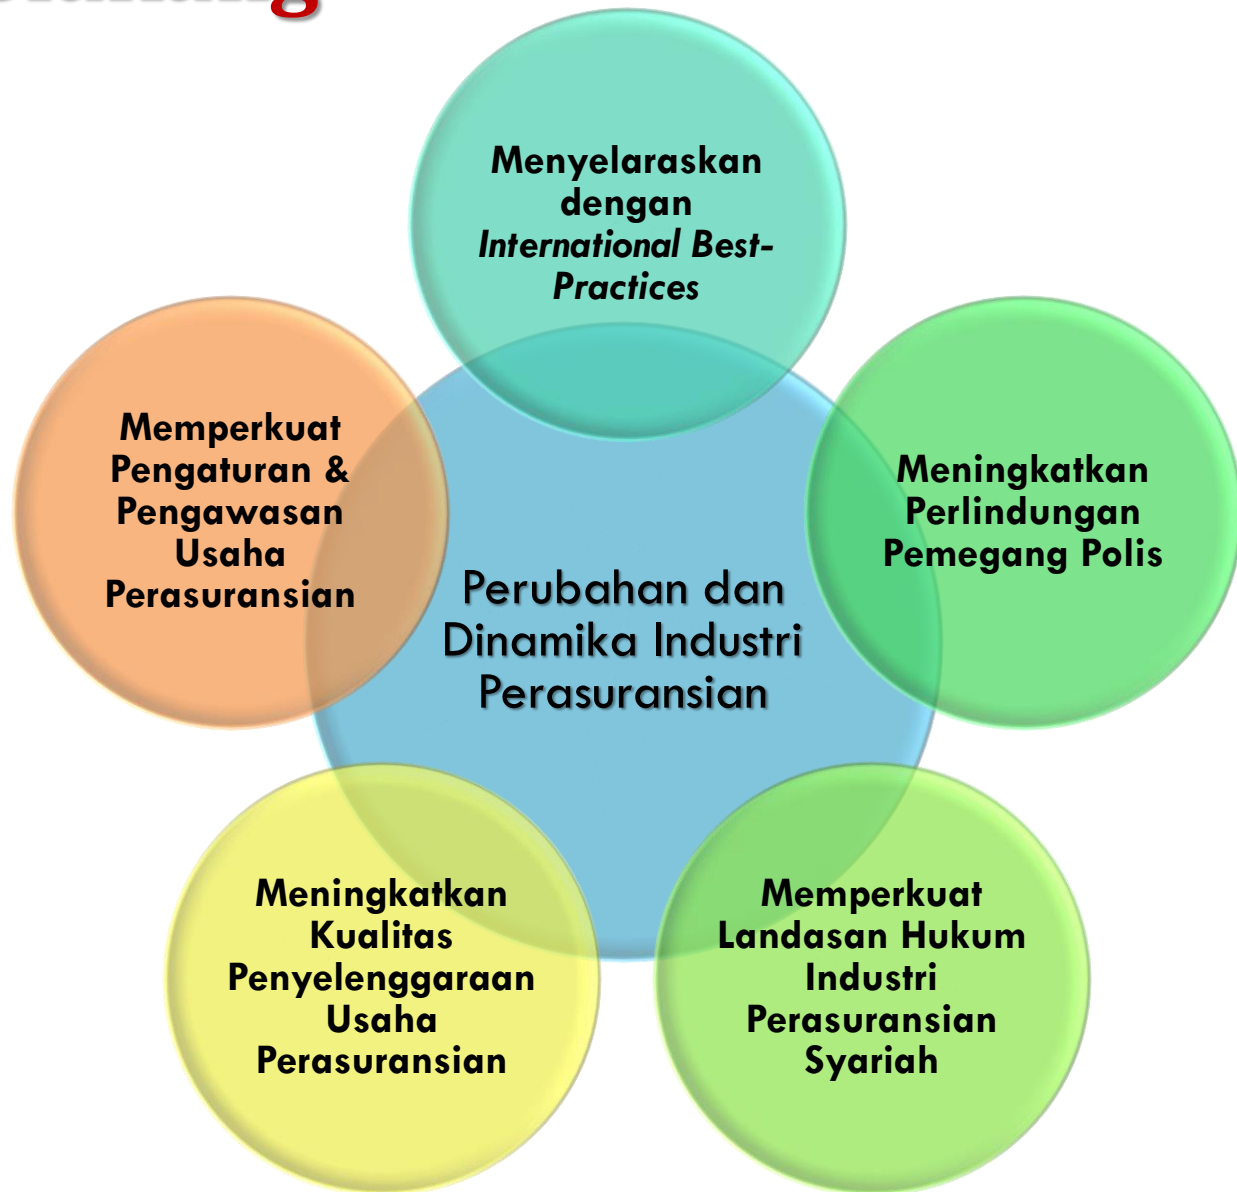 Menyelaraskan
dengan
International Best-
Practices
Memperkuat
Pengaturan &
Pengawasan
Usaha
Perasuransian
Meningkatkan
Perlindungan
Pemegang Polis
Perubahan dan
Dinamika Industri
Perasuransian
Meningkatkan
Kualitas
Penyelenggaraan
Usaha
Perasuransian
Memperkuat
Landasan Hukum
Industri
Perasuransian
Syariah